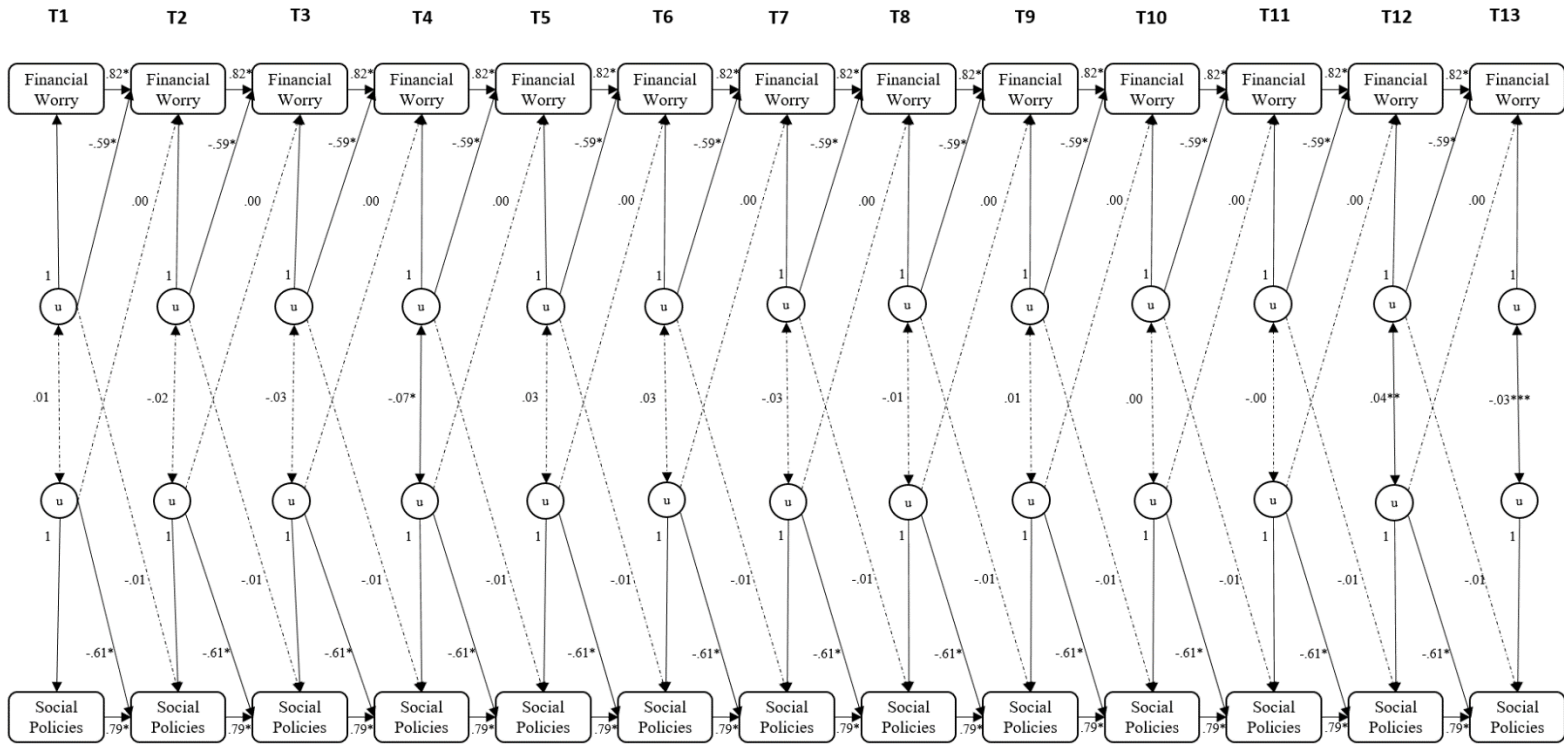 T1 T2 T3 T4 T5 T6 T7 T8 T9 T10 T11 T12 T13
.82* .82* .82* .82* .82* .82* .82* .82* .82* .82* .82* .82*
Financial Financial Financial Financial Financial Financial Financial Financial Financial Financial Financial Financial Financial
Worry Worry Worry Worry Worry Worry Worry Worry Worry Worry Worry Worry Worry
-.59* -.59* -.59* -.59* -.59* -.59* -.59* -.59* -.59* -.59* -.59* -.59*
.00 .00 .00 .00 .00 .00 .00 .00 .00 .00 .00 .00
1 1 1 1 1 1 1 1 1 1 1 1 1
u u u u u u u u u u u u u
.01 -.02 -.03 -.07* .03 .03 -.03 -.01 .01 .00 -.00 .04** -.03***
u u u u u u u u u u u u u
1 1 1 1 1 1 1 1 1 1 1 1 1
-.01 -.01 -.01 -.01 -.01 -.01 -.01 -.01 -.01 -.01 -.01 -.01
-.61* -.61* -.61* -.61* -.61* -.61* -.61* -.61* -.61* -.61* -.61* -.61*
Social Social Social Social Social Social Social Social Social Social Social Social Social
Policies Policies Policies Policies Policies Policies Policies Policies Policies Policies Policies Policies Policies
.79* .79* .79* .79* .79* .79* .79* .79* .79* .79* .79* .79*